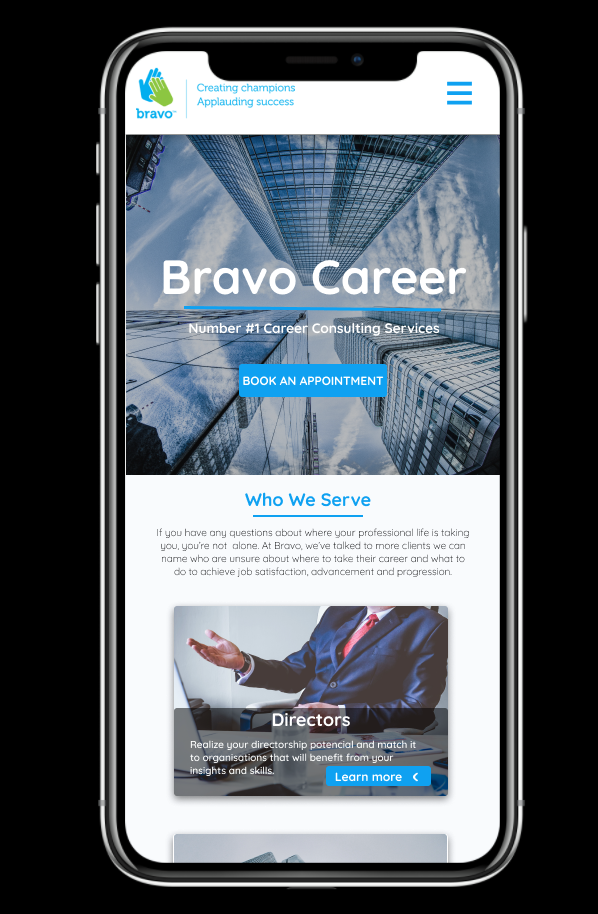 Creating champions
Applauding success
bravo™
Bravo Career
Number #1 Career Consulting Services
BOOK AN APPOINTMENT
Who We Serve
If you have any questions about where your professional life is taking
you, you're not  alone. At Bravo, we've talked to more clients we can
name who are unsure about where to take their career and what to
do to achieve job satisfaction, advancement and progression.
Directors
Realize your directorship potencial and match it
to organisations that will benefit from your
insights and skills.
Learn more